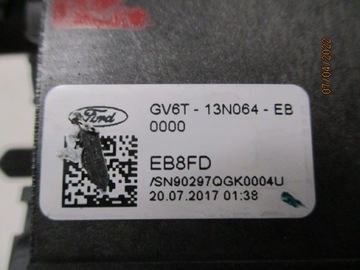 Ford
GV6T - 13N064 - EB
0000
EB8FD
/SN90297QGK0004U
20.07.2017 01:38
07/04/2022